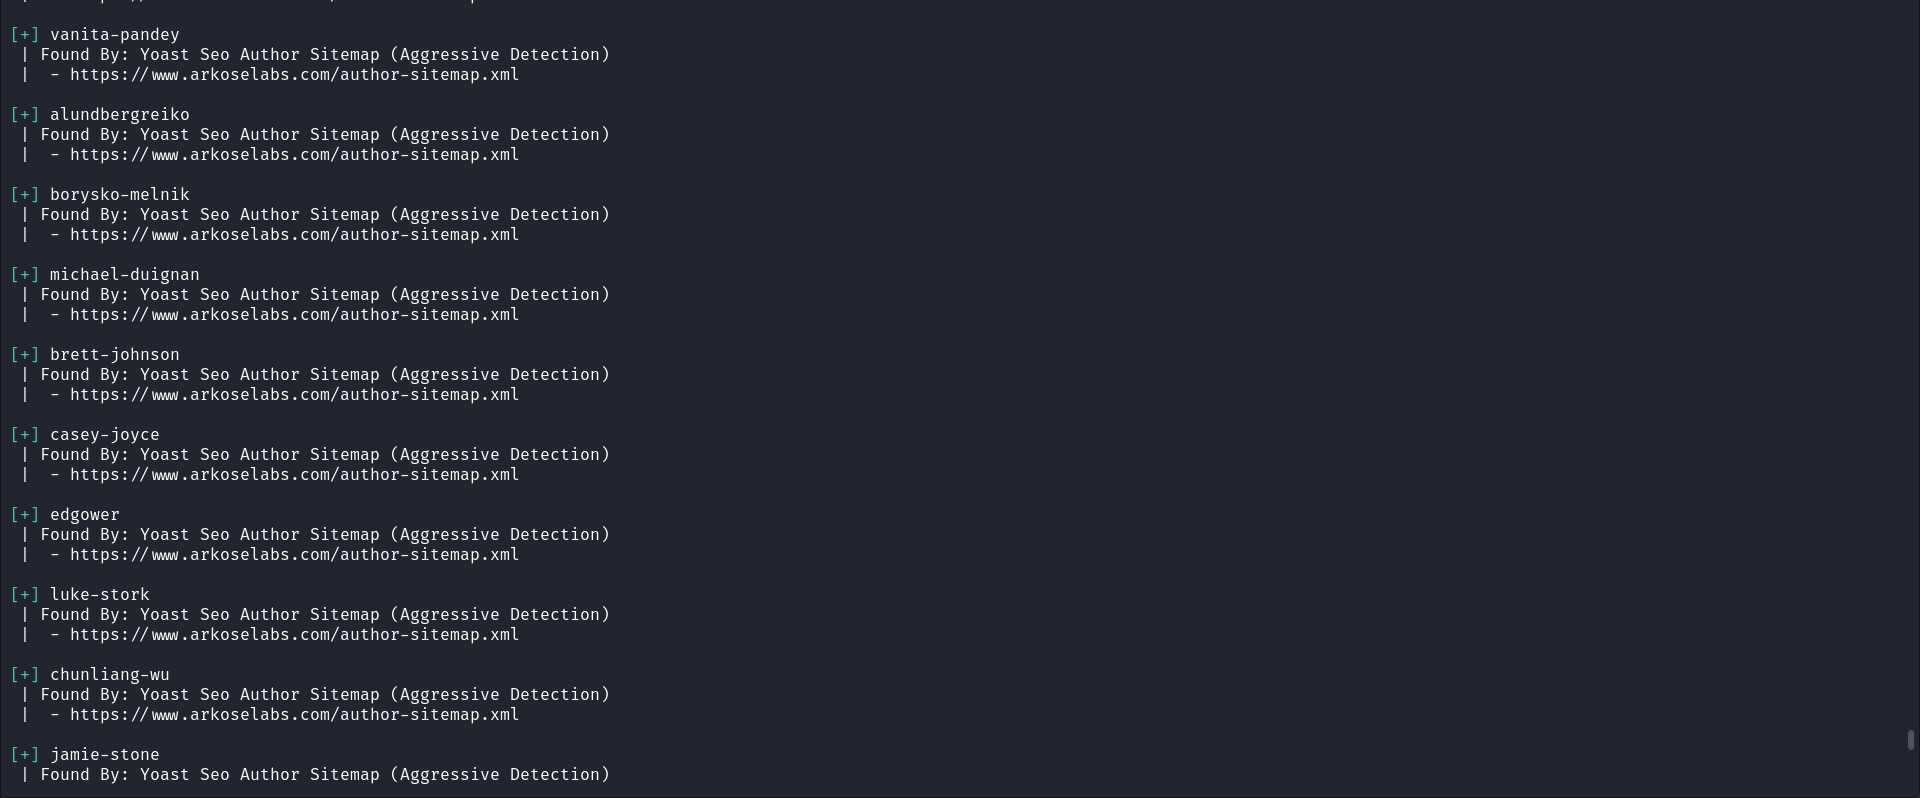 [+] vanita-pandey
 | Found By: Yoast Seo Author Sitemap (Aggressive Detection)
 |  - https://www.arkoselabs.com/author-sitemap.xml
[+] alundbergreiko
 | Found By: Yoast Seo Author Sitemap (Aggressive Detection)
 |  - https://www.arkoselabs.com/author-sitemap.xml
[+] borysko-melnik
 | Found By: Yoast Seo Author Sitemap (Aggressive Detection)
 |  - https://www.arkoselabs.com/author-sitemap.xml
[+] michael-duignan
 | Found By: Yoast Seo Author Sitemap (Aggressive Detection)
 |  - https://www.arkoselabs.com/author-sitemap.xml
[+] brett-johnson
 | Found By: Yoast Seo Author Sitemap (Aggressive Detection)
 |  - https://www.arkoselabs.com/author-sitemap.xml
[+] casey-joyce
 | Found By: Yoast Seo Author Sitemap (Aggressive Detection)
 |  - https://www.arkoselabs.com/author-sitemap.xml
[+] edgower
 | Found By: Yoast Seo Author Sitemap (Aggressive Detection)
 |  - https://www.arkoselabs.com/author-sitemap.xml
[+] luke-stork
 | Found By: Yoast Seo Author Sitemap (Aggressive Detection)
 |  - https://www.arkoselabs.com/author-sitemap.xml
[+] chunliang-wu
 | Found By: Yoast Seo Author Sitemap (Aggressive Detection)
 |  - https://www.arkoselabs.com/author-sitemap.xml
[+] jamie-stone
 | Found By: Yoast Seo Author Sitemap (Aggressive Detection)